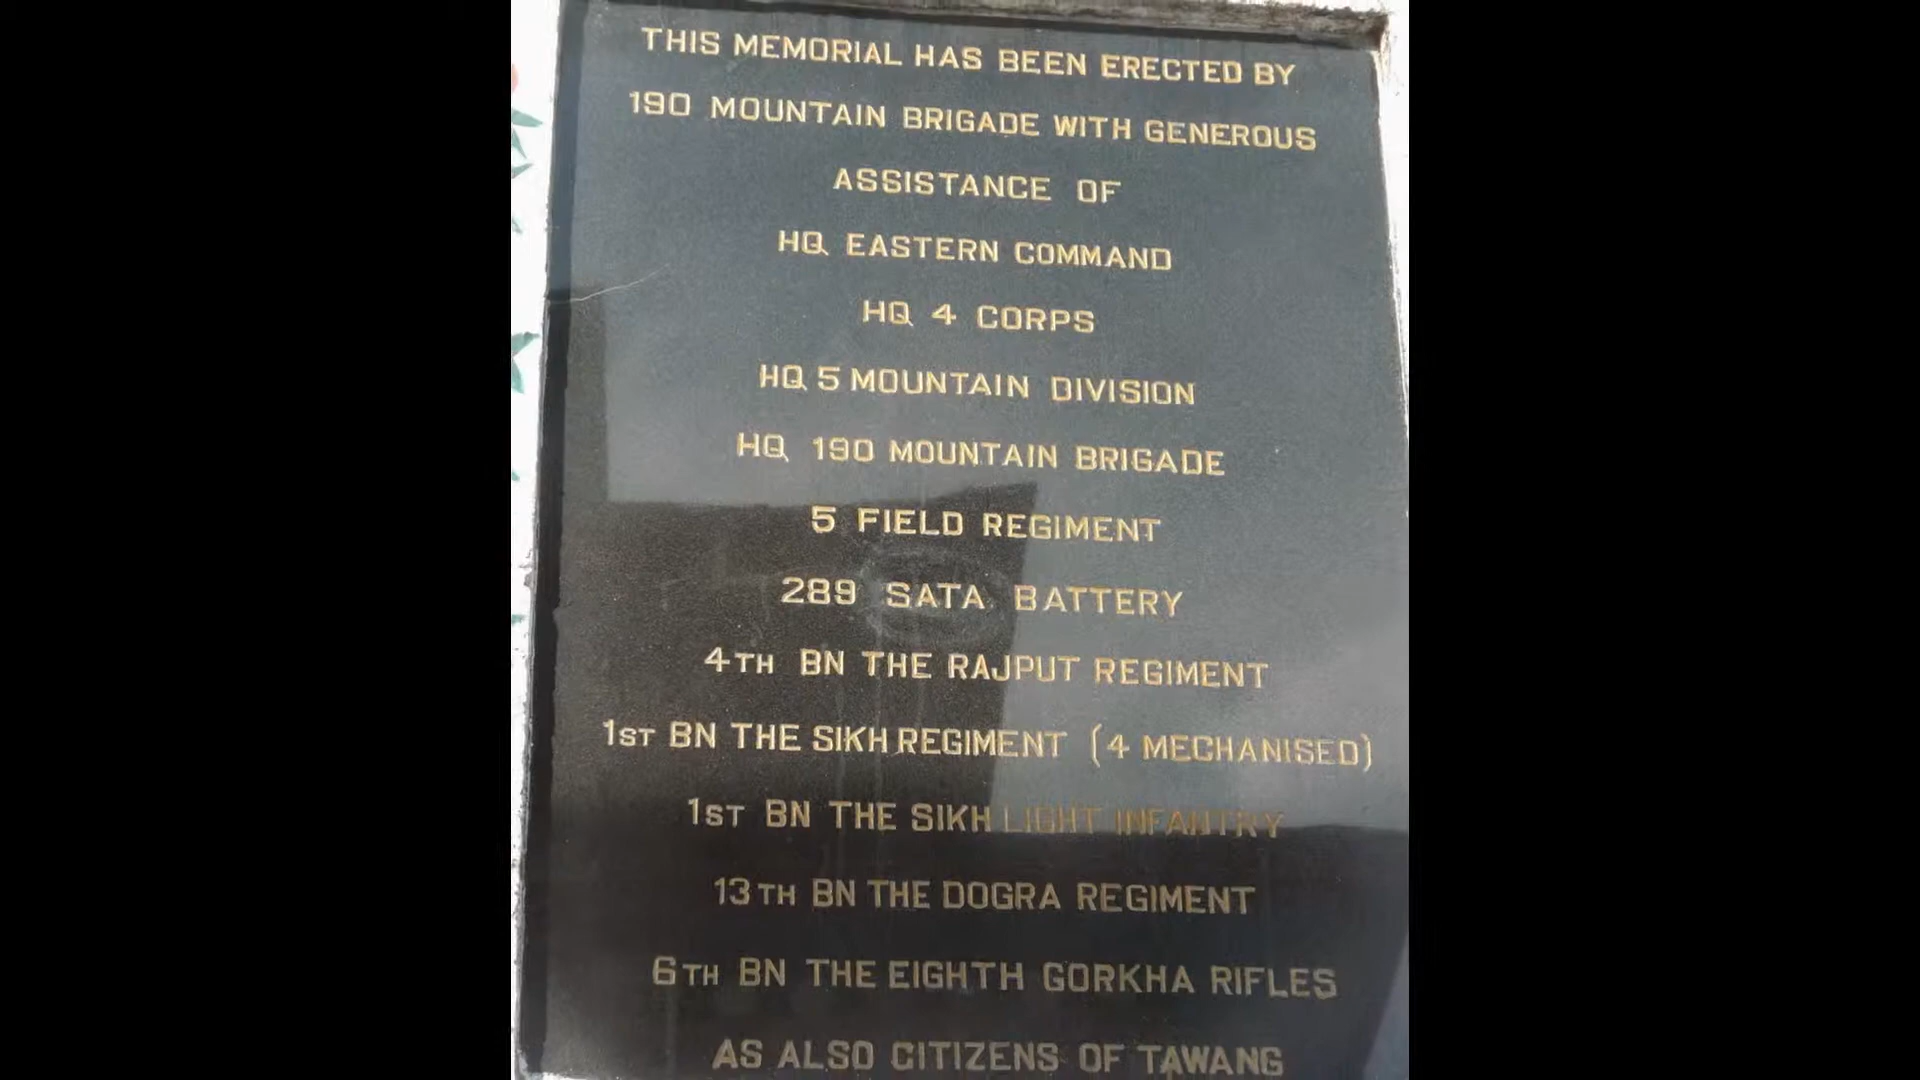 THIS MEMORIAL HAS BEEN ERECTED BY
190 MOUNTAIN BRIGADE WITH GENEROUS
ASSISTANCE OF
HQ EASTERN COMMAND
HQ 4 CORPS
HQ 5 MOUNTAIN DIVISION
HQ 190 MOUNTAIN BRIGADE
5 FIELD REGIMENT
289 SATA BATTERY
4TH BN THE RAJPUT REGIMENT
1ST BN THE SIKH REGIMENT (4 MECHANISED)
1ST BN THE SIKH LIGHT INFANTRY
13TH BN THE DOGRA REGIMENT
6TH BN THE EIGHTH GORKHA RIFLES
AS ALSO CITIZENS OF TAWANG